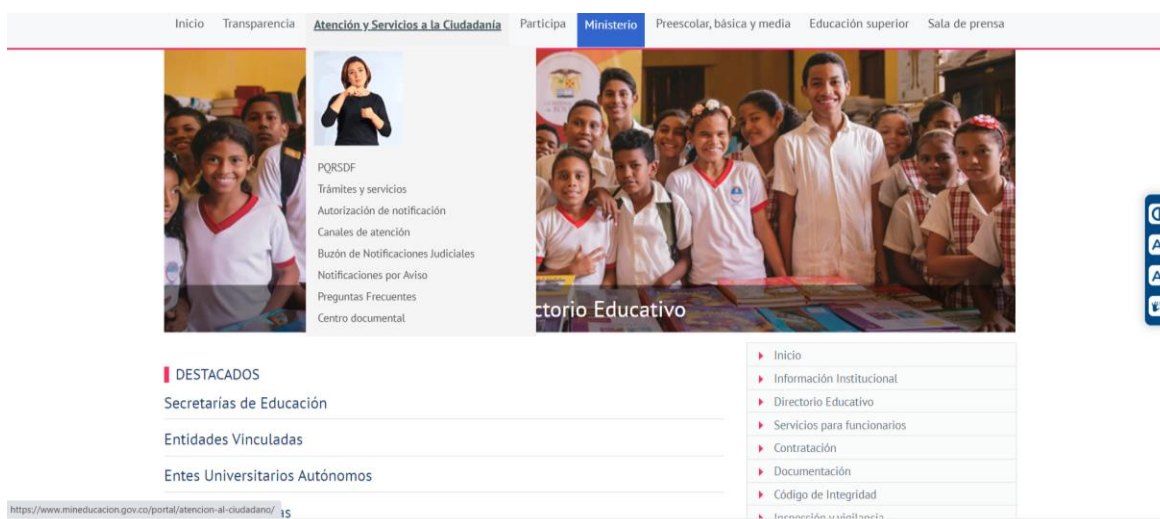 Inicio Transparencia Atención y Servicios a la Ciudadanía Participa Ministerio Preescolar, básica y media Educación superior Sala de prensa
PQRSDF
Trámites y servicios
Autorización de notificación
Canales de atención
Buzón de Notificaciones Judiciales
Notificaciones por Aviso
Preguntas Frecuentes
Centro documental
ctorio Educativo
DESTACADOS
Secretarías de Educación
Entidades Vinculadas
Entes Universitarios Autónomos
Inicio
Información Institucional
Directorio Educativo
Servicios para funcionarios
Contratación
Documentación
Código de Integridad
Inspección y vigilancia
https://www.mineducacion.gov.co/portal/atencion-al-ciudadano/